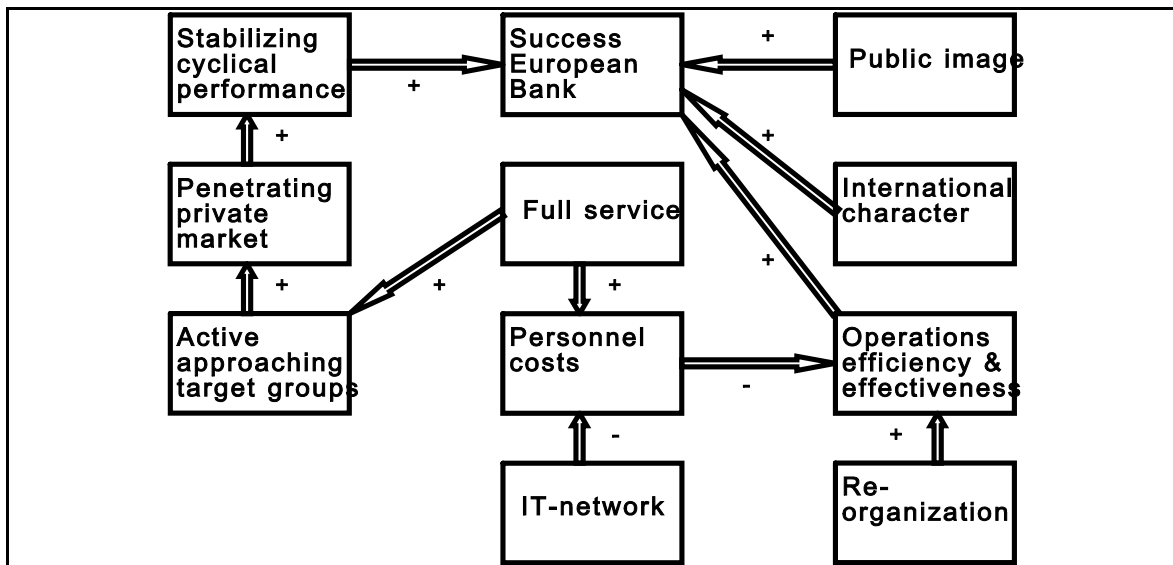 Stabilizing
cyclical
performance
+
Success
European
Bank
+
Public image
+
+
Penetrating
private
market
Full service
International
character
+
+
+
+
Active
approaching
target groups
Personnel
costs
-
Operations
efficiency &
effectiveness
-
+
IT-network
Re-
organization